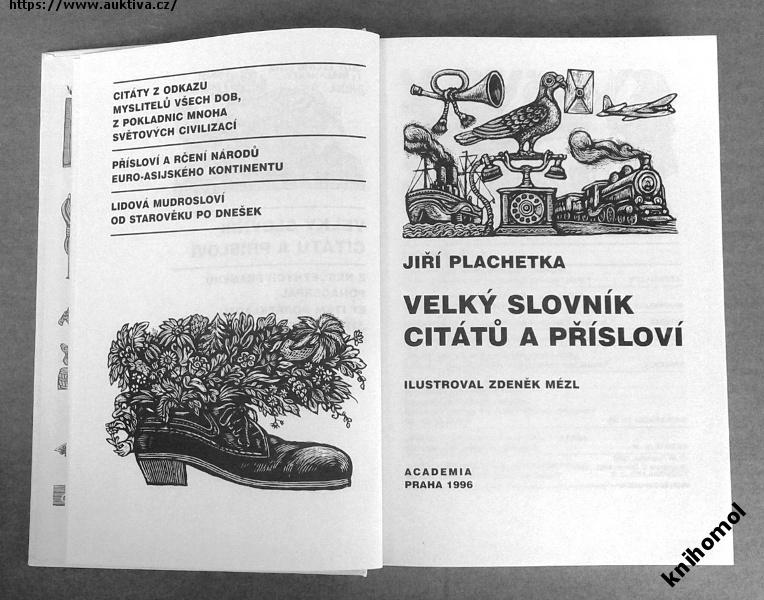 https://www.auktiva.cz/
CITÁTY Z ODKAZU
MYSLITELŮ VŠECH DOB,
Z POKLADNIC MNOHA
SVĚTOVÝCH CIVILIZACÍ
PŘÍSLOVÍ A RČENÍ NÁRODŮ
EURO-ASIJSKÉHO KONTINENTU
LIDOVÁ MUDROSLOVÍ
OD STAROVĚKU PO DNEŠEK
JIŘÍ PLACHETKA
VELKÝ SLOVNÍK
CITÁTŮ A PŘÍSLOVÍ
ILUSTROVAL ZDENĚK MÉZL
ACADEMIA
PRAHA 1996
knihomol